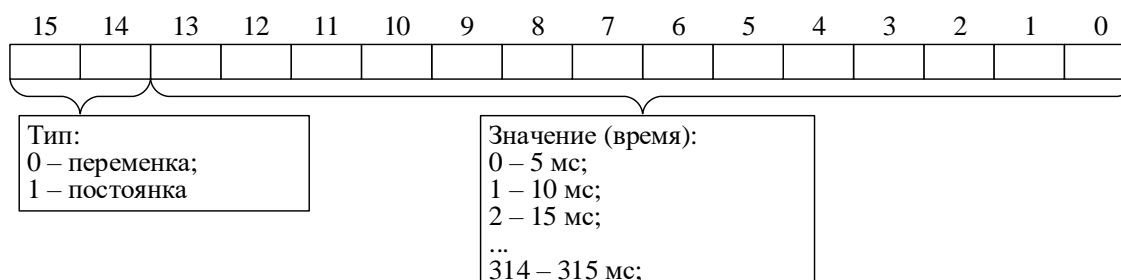 15 14 13 12 11 10 9 8 7 6 5 4 3 2 1 0
Тип:
0 – переменка;
1 – постоянка
Значение (время):
0 – 5 мс;
1 – 10 мс;
2 – 15 мс;
...
314 – 315 мс;